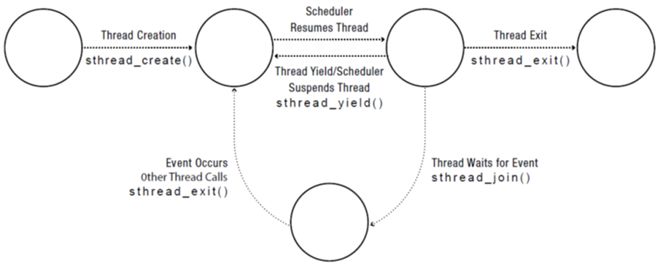 Thread Creation
sthread_create()
Scheduler
Resumes Thread
Thread Yield/Scheduler
Suspends Thread
sthread_yield()
Thread Exit
sthread_exit()
Event Occurs
Other Thread Calls
sthread_exit()
Thread Waits for Event
sthread_join()